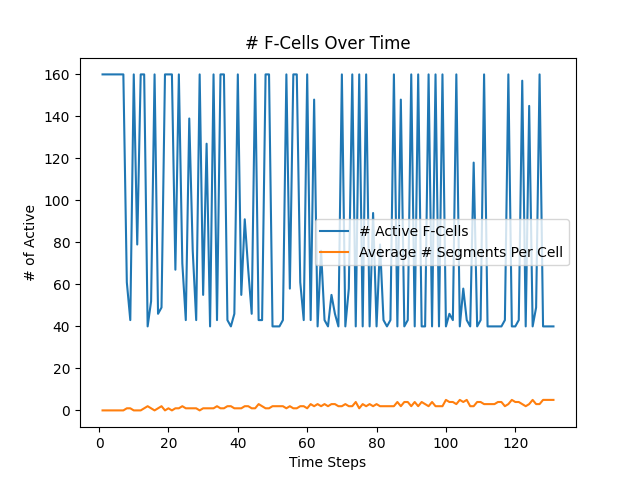 # F-Cells Over Time
160
140
120
100
80
60
40
20
0
# of Active
# Active F-Cells
Average # Segments Per Cell
0 20 40 60 80 100 120
Time Steps